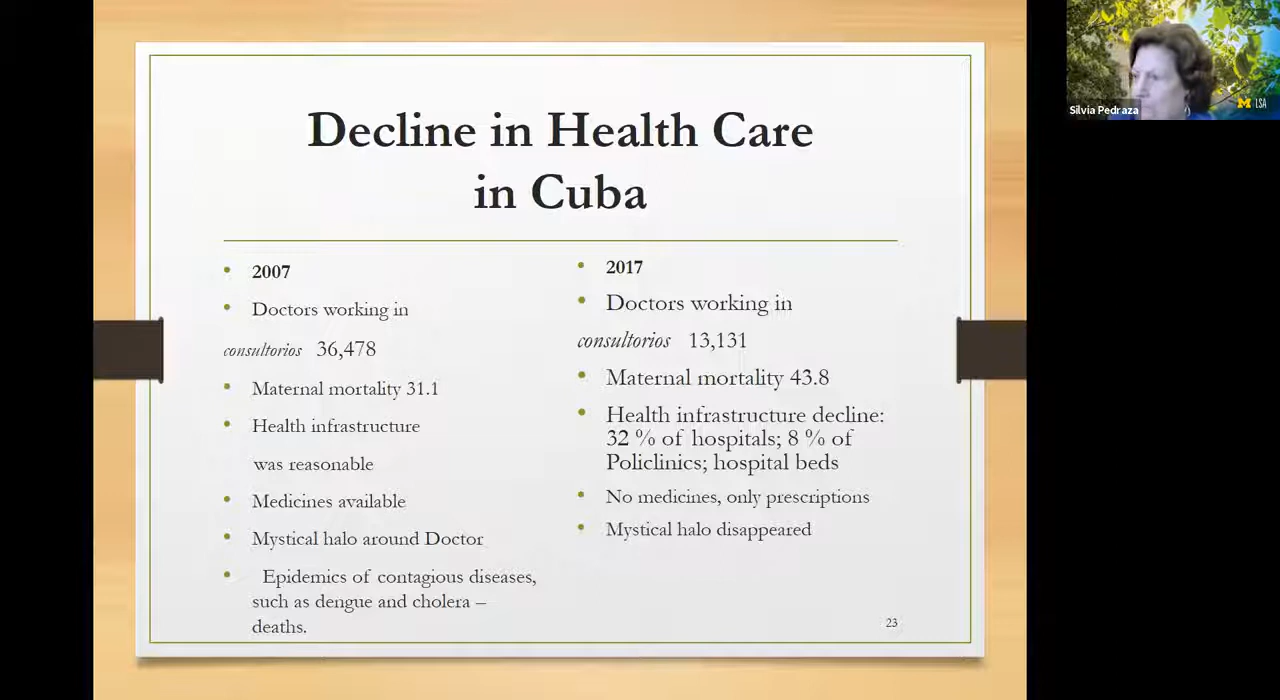 Decline in Health Care
in Cuba
2007
Doctors working in
consultorios 36,478
Maternal mortality 31.1
Health infrastructure
was reasonable
Medicines available
Mystical halo around Doctor
Epidemics of contagious diseases,
such as dengue and cholera –
deaths.
2017
Doctors working in
consultorios 13,131
Maternal mortality 43.8
Health infrastructure decline:
32 % of hospitals; 8 % of
Policlinics; hospital beds
No medicines, only prescriptions
Mystical halo disappeared
23
Silvia Pedraza
M LSA